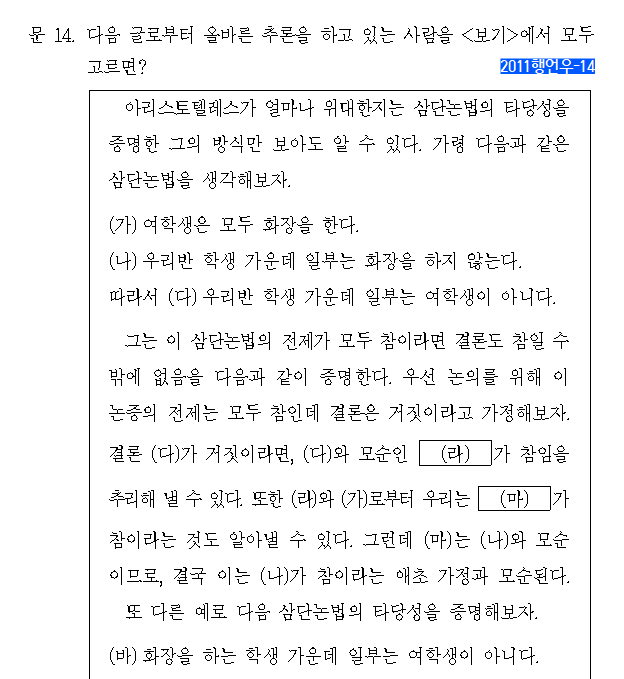 문 14. 다음 글로부터 올바른 추론을 하고 있는 사람을 <보기>에서 모두
고르면? 2011행언우-14
아리스토텔레스가 얼마나 위대한지는 삼단논법의 타당성을
증명한 그의 방식만 보아도 알 수 있다. 가령 다음과 같은
삼단논법을 생각해보자.
(가) 여학생은 모두 화장을 한다.
(나) 우리반 학생 가운데 일부는 화장을 하지 않는다.
따라서 (다) 우리반 학생 가운데 일부는 여학생이 아니다.
그는 이 삼단논법의 전제가 모두 참이라면 결론도 참일 수
밖에 없음을 다음과 같이 증명한다. 우선 논의를 위해 이
논증의 전제는 모두 참인데 결론은 거짓이라고 가정해보자.
결론 (다)가 거짓이라면, (다)와 모순인 (라) 가 참임을
추리해 낼 수 있다. 또한 (라)와 (가)로부터 우리는 (마) 가
참이라는 것도 알아낼 수 있다. 그런데 (마)는 (나)와 모순
이므로, 결국 이는 (나)가 참이라는 애초 가정과 모순된다.
또 다른 예로 다음 삼단논법의 타당성을 증명해보자.
(바) 화장을 하는 학생 가운데 일부는 여학생이 아니다.